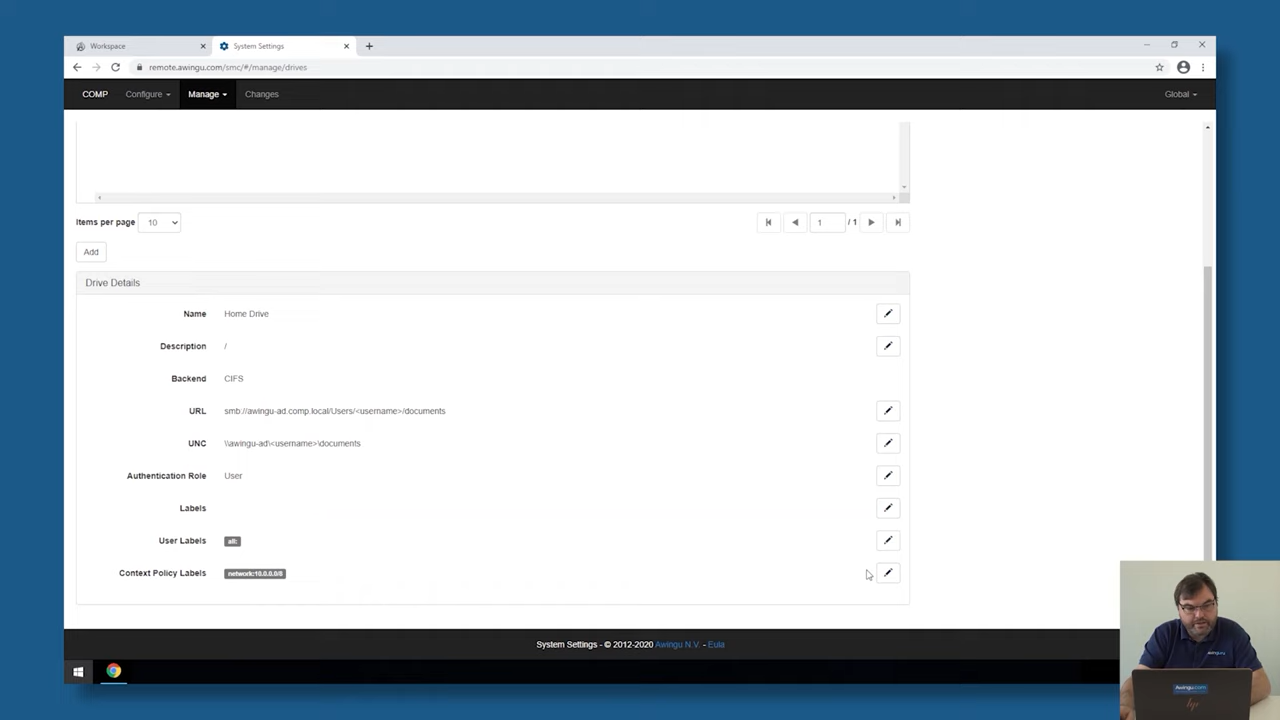 Workspace
System Settings
remote.awingu.com/smc/#/manage/drives
COMP Configure Manage Changes Global
Items per page 10 1 / 1
Add
Drive Details
Name Home Drive
Description /
Backend CIFS
URL smb://awingu-ad.comp.local/Users/<username>/documents
UNC \\awingu-ad\<username>\documents
Authentication Role User
Labels
User Labels all:
Context Policy Labels network:10.0.0.0/8
System Settings - © 2012-2020 Awingu N.V. - Eula
Awingu.com